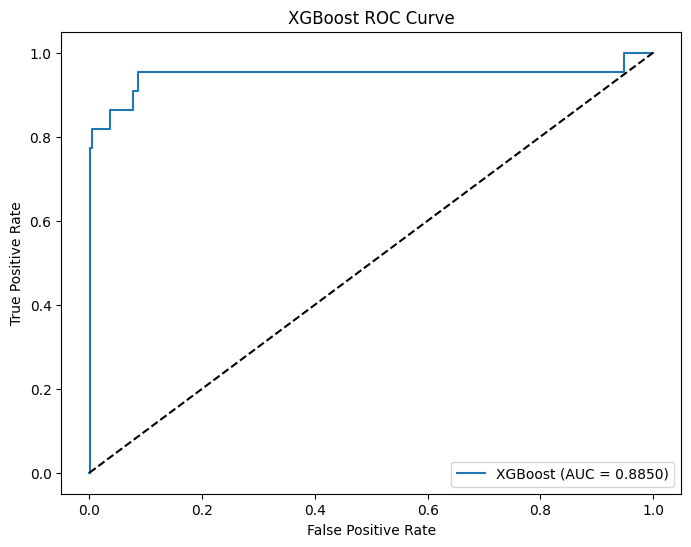 XGBoost ROC Curve
1.0
0.8
0.6
0.4
0.2
0.0
True Positive Rate
XGBoost (AUC = 0.8850)
0.0 0.2 0.4 0.6 0.8 1.0
False Positive Rate